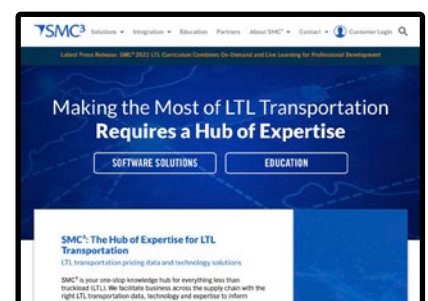 SMC³ Solutions Integration Education Partners About SMC³ Contact Customer Login
Latest Press Release: SMC³ 2022 LTL Curriculum Combines On-Demand and Live Learning for Professional Development
Making the Most of LTL Transportation
Requires a Hub of Expertise
SOFTWARE SOLUTIONS EDUCATION
SMC³: The Hub of Expertise for LTL
Transportation
LTL transportation pricing data and technology solutions
SMC³ is your one-stop knowledge hub for everything less than
truckload (LTL). We facilitate business across the supply chain with the
right LTL transportation data, technology and expertise to inform